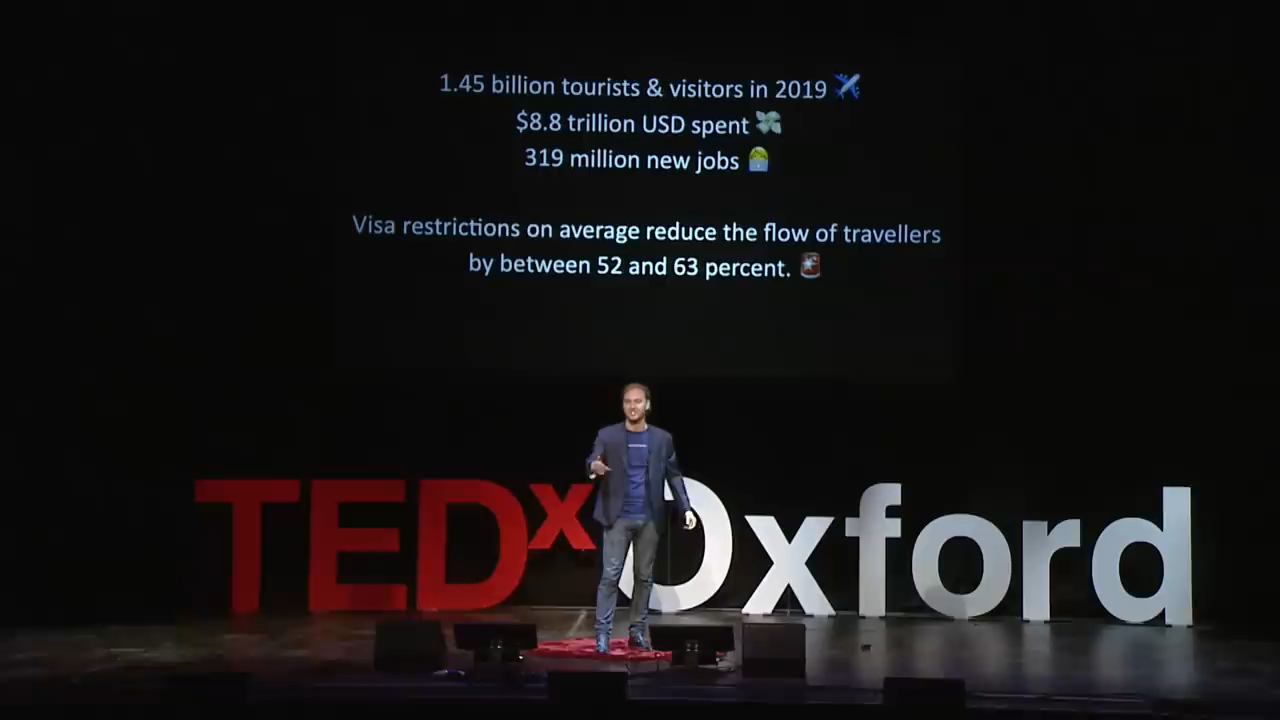 1.45 billion tourists & visitors in 2019 ✈️
$8.8 trillion USD spent 💸
319 million new jobs 👷
Visa restrictions on average reduce the flow of travellers
by between 52 and 63 percent. 🚨
TEDx Oxford